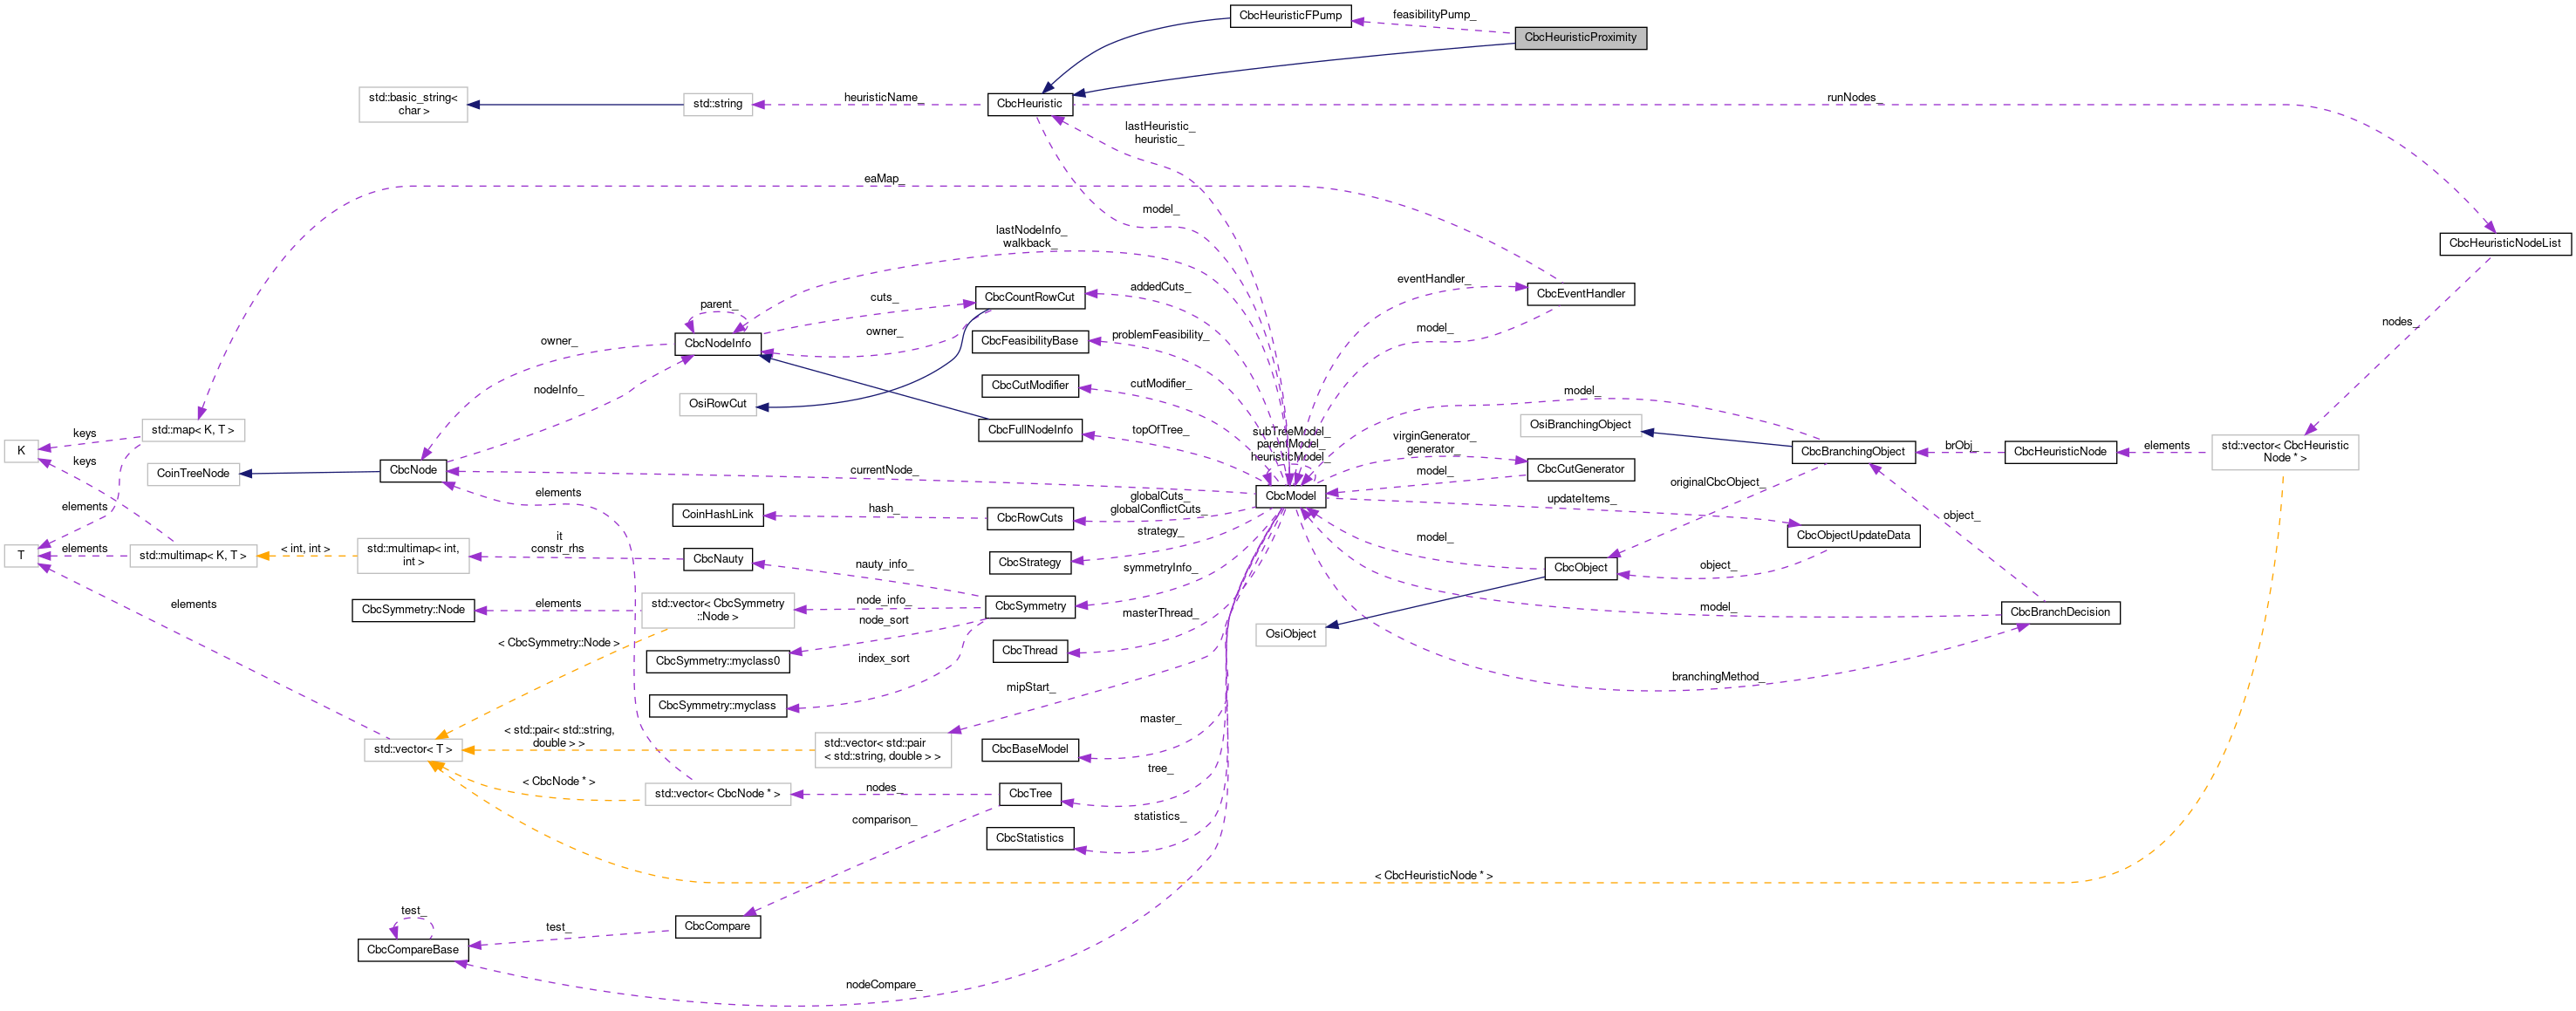 CbcHeuristicFPump
feasibilityPump_
CbcHeuristicProximity
std::basic_string<
char >
std::string
heuristicName_
CbcHeuristic
runNodes_
lastHeuristic_
heuristic_
eaMap_
model_
lastNodeInfo_
walkback_
CbcHeuristicNodeList
eventHandler_
CbcEventHandler
addedCuts_
CbcCountRowCut
cuts_
parent_
nodes_
model_
owner_
problemFeasibility_
CbcFeasibilityBase
CbcNodeInfo
owner_
cutModifier_
CbcCutModifier
nodeInfo_
model_
OsiRowCut
OsiBranchingObject
std::map< K, T >
CbcFullNodeInfo
topOfTree_
subTreeModel_
parentModel_
heuristicModel_
virginGenerator_
generator_
keys
K
keys
brObj_
elements
CbcBranchingObject
CbcHeuristicNode
std::vector< CbcHeuristic
Node * >
CoinTreeNode
CbcNode
currentNode_
model_
CbcCutGenerator
originalCbcObject_
elements
CbcModel
globalCuts_
globalConflictCuts_
updateItems_
elements
hash_
CoinHashLink
CbcRowCuts
object_
strategy_
CbcObjectUpdateData
it
constr_rhs
< int, int >
elements
T
std::multimap< K, T >
std::multimap< int,
int >
CbcNauty
model_
CbcStrategy
nauty_info_
symmetryInfo_
CbcObject
object_
elements
node_info_
CbcSymmetry::Node
elements
std::vector< CbcSymmetry
::Node >
CbcSymmetry
model_
CbcBranchDecision
masterThread_
node_sort
OsiObject
< CbcSymmetry::Node >
CbcThread
CbcSymmetry::myclass0
index_sort
branchingMethod_
mipStart_
CbcSymmetry::myclass
master_
< std::pair< std::string,
double > >
std::vector< T >
std::vector< std::pair
< std::string, double > >
CbcBaseModel
tree_
< CbcNode * >
nodes_
std::vector< CbcNode * >
CbcTree
statistics_
comparison_
CbcStatistics
< CbcHeuristicNode * >
test_
CbcCompare
test_
CbcCompareBase
nodeCompare_